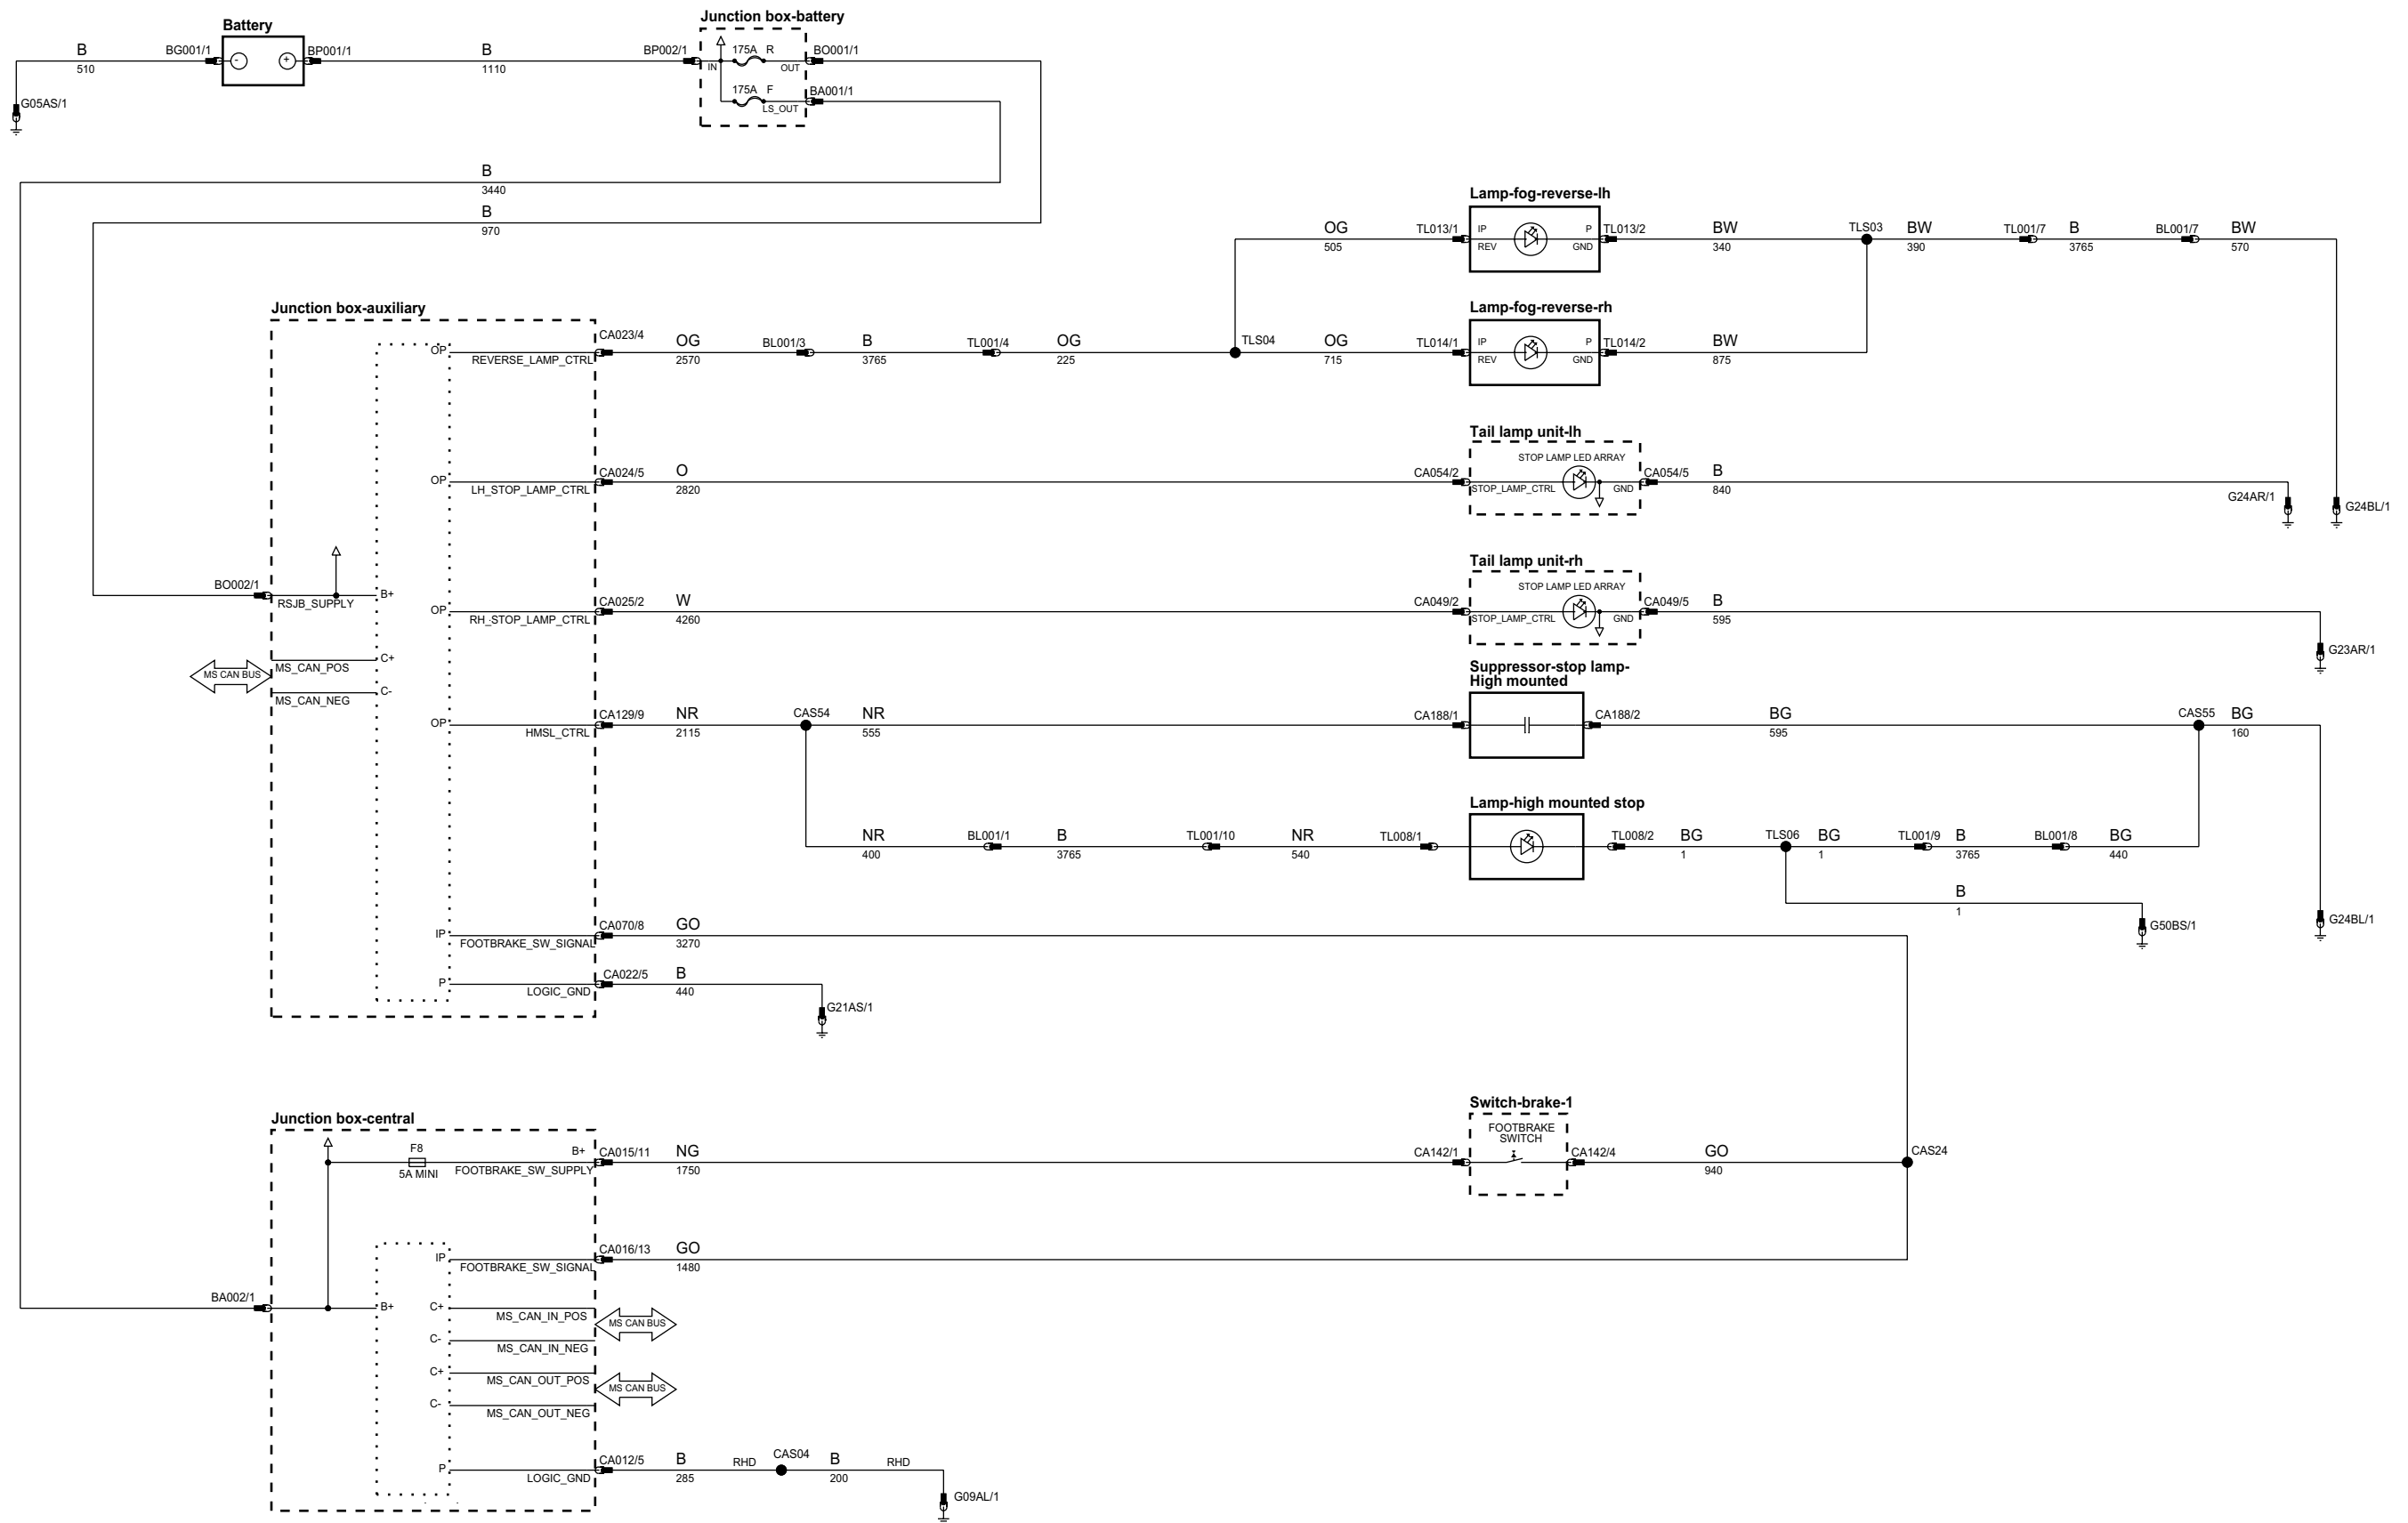 Battery
Junction box-battery
B
510
BG001/1
-
+
BP001/1
B
1110
BP002/1
IN
175A R
OUT
BO001/1
175A F
LS_OUT
BA001/1
G05AS/1
B
3440
B
970
Lamp-fog-reverse-lh
OG
505
TL013/1
IP
REV
P
GND
TL013/2
BW
340
TLS03
BW
390
TL001/7
B
3765
BL001/7
BW
570
Junction box-auxiliary
Lamp-fog-reverse-rh
OP
REVERSE_LAMP_CTRL
CA023/4
OG
2570
BL001/3
B
3765
TL001/4
OG
225
TLS04
OG
715
TL014/1
IP
REV
P
GND
TL014/2
BW
875
Tail lamp unit-lh
STOP LAMP LED ARRAY
OP
LH_STOP_LAMP_CTRL
CA024/5
O
2820
CA054/2
STOP_LAMP_CTRL
GND
CA054/5
B
840
G24AR/1
G24BL/1
Tail lamp unit-rh
STOP LAMP LED ARRAY
BO002/1
RSJB_SUPPLY
B+
OP
RH_STOP_LAMP_CTRL
CA025/2
W
4260
CA049/2
STOP_LAMP_CTRL
GND
CA049/5
B
595
G23AR/1
MS CAN BUS
MS_CAN_POS
C+
MS_CAN_NEG
C-
Suppressor-stop lamp-
High mounted
OP
HMSL_CTRL
CA129/9
NR
2115
CAS54
NR
555
CA188/1
CA188/2
BG
595
CAS55
BG
160
Lamp-high mounted stop
NR
400
BL001/1
B
3765
TL001/10
NR
540
TL008/1
TL008/2
BG
1
TLS06
BG
1
TL001/9
B
3765
BL001/8
BG
440
B
1
G50BS/1
G24BL/1
IP
FOOTBRAKE_SW_SIGNAL
CA070/8
GO
3270
P
LOGIC_GND
CA022/5
B
440
G21AS/1
Junction box-central
Switch-brake-1
FOOTBRAKE
SWITCH
F8
5A MINI
B+
FOOTBRAKE_SW_SUPPLY
CA015/11
NG
1750
CA142/1
CA142/4
GO
940
CAS24
IP
FOOTBRAKE_SW_SIGNAL
CA016/13
GO
1480
BA002/1
B+
C+
MS_CAN_IN_POS
MS CAN BUS
C-
MS_CAN_IN_NEG
C+
MS_CAN_OUT_POS
MS CAN BUS
C-
MS_CAN_OUT_NEG
P
LOGIC_GND
CA012/5
B
285
RHD
CAS04
B
200
RHD
G09AL/1